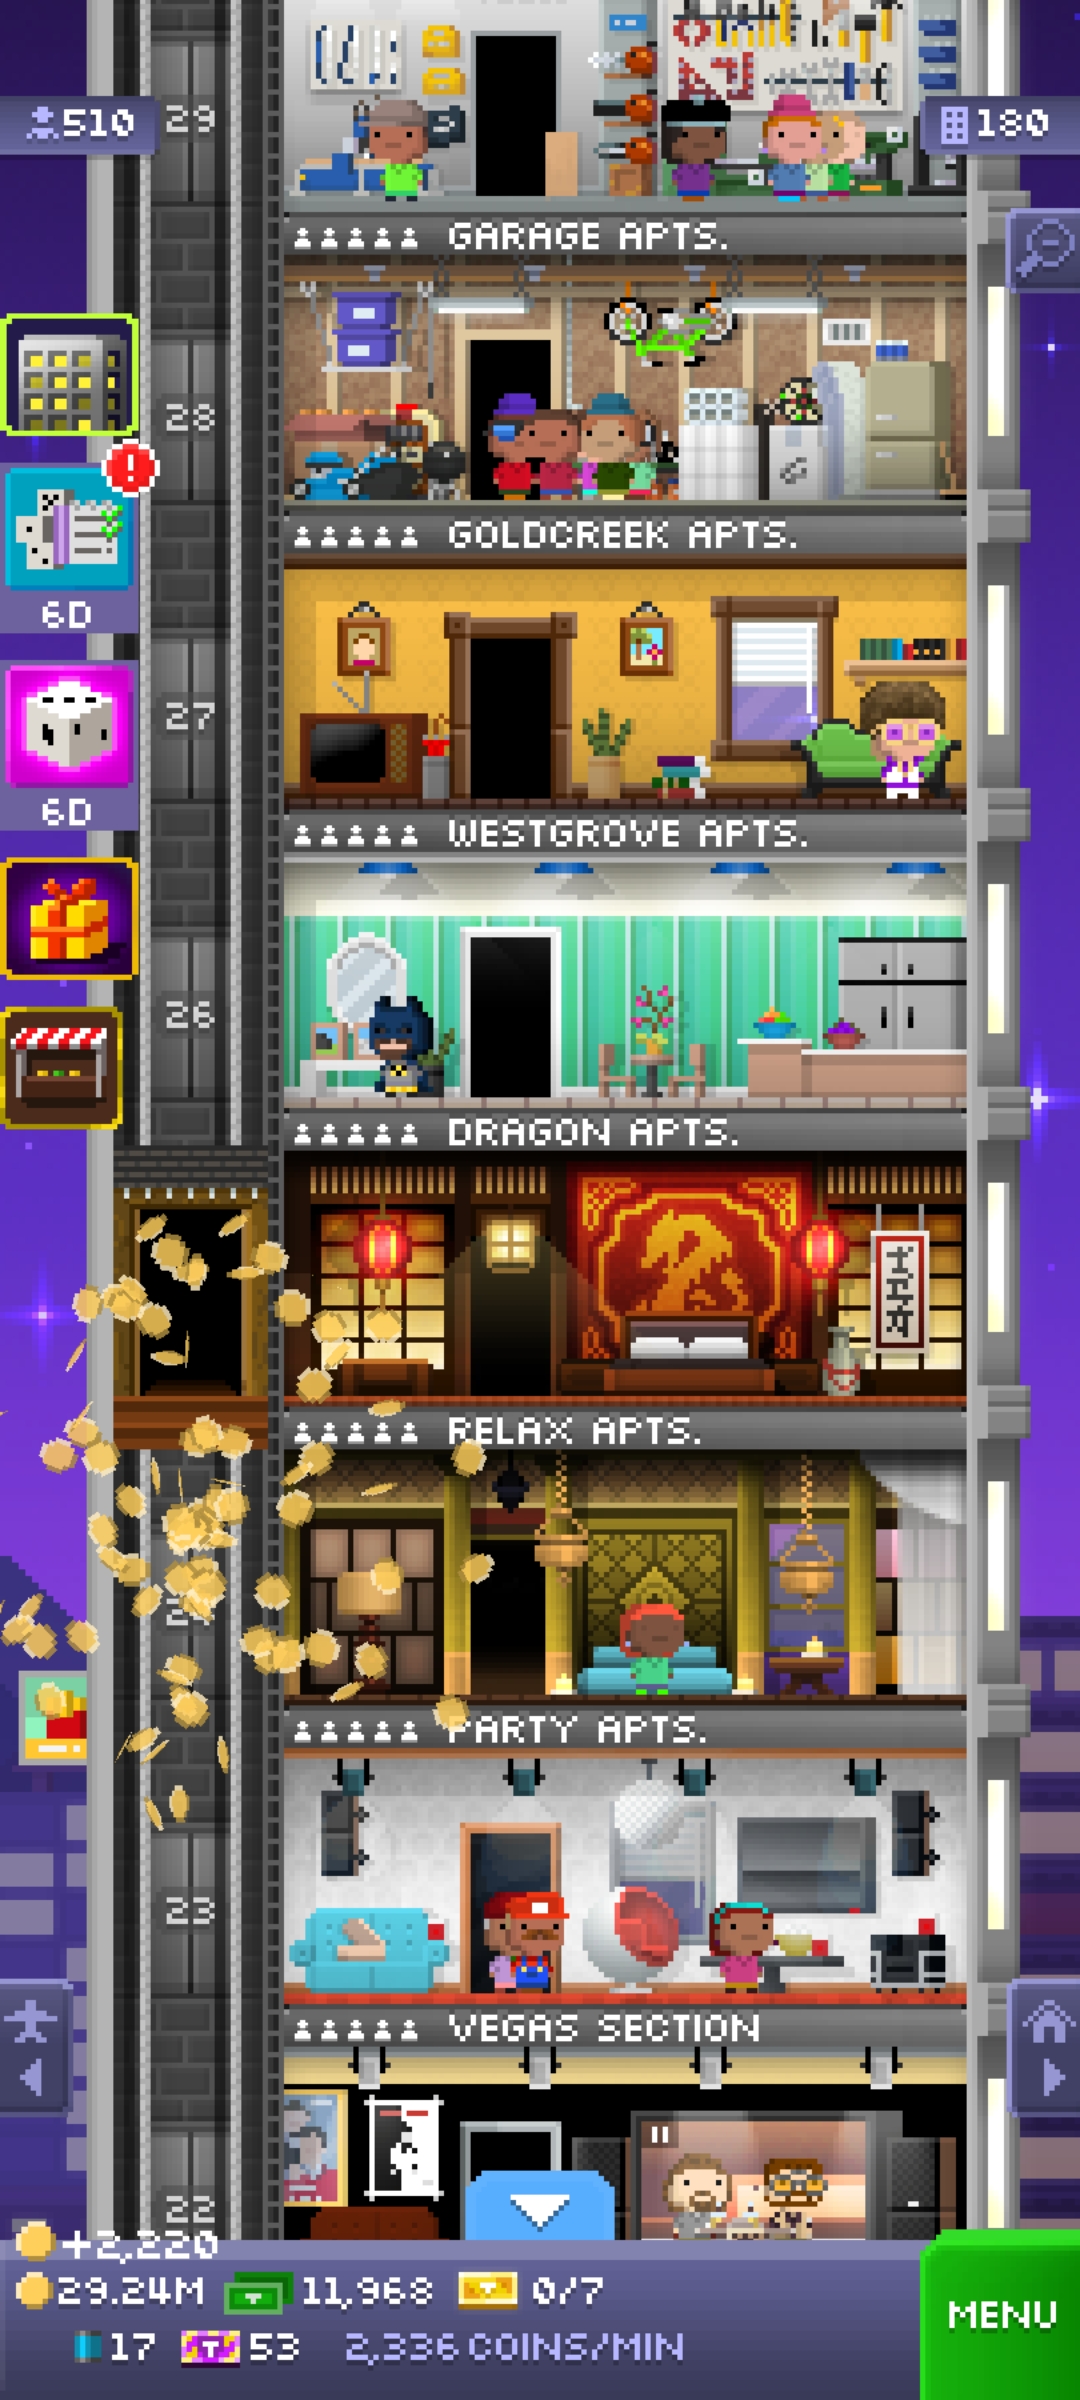 29
510
180
GARAGE APTS.
28
GOLDCREEK APTS.
6D
27
6D
WESTGROVE APTS.
26
DRAGON APTS.
RELAX APTS.
PARTY APTS.
23
VEGAS SECTION
22
+2,220
29.24M 11,968 0/7
MENU
17 53 2,336 COINS/MIN